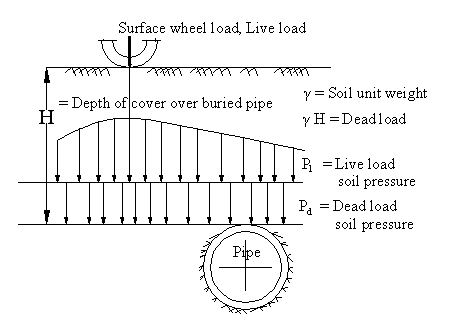 Surface wheel load, Live load
H = Depth of cover over buried pipe
γ = Soil unit weight
γ H = Dead load
P_l = Live load
soil pressure
P_d = Dead load
soil pressure
Pipe